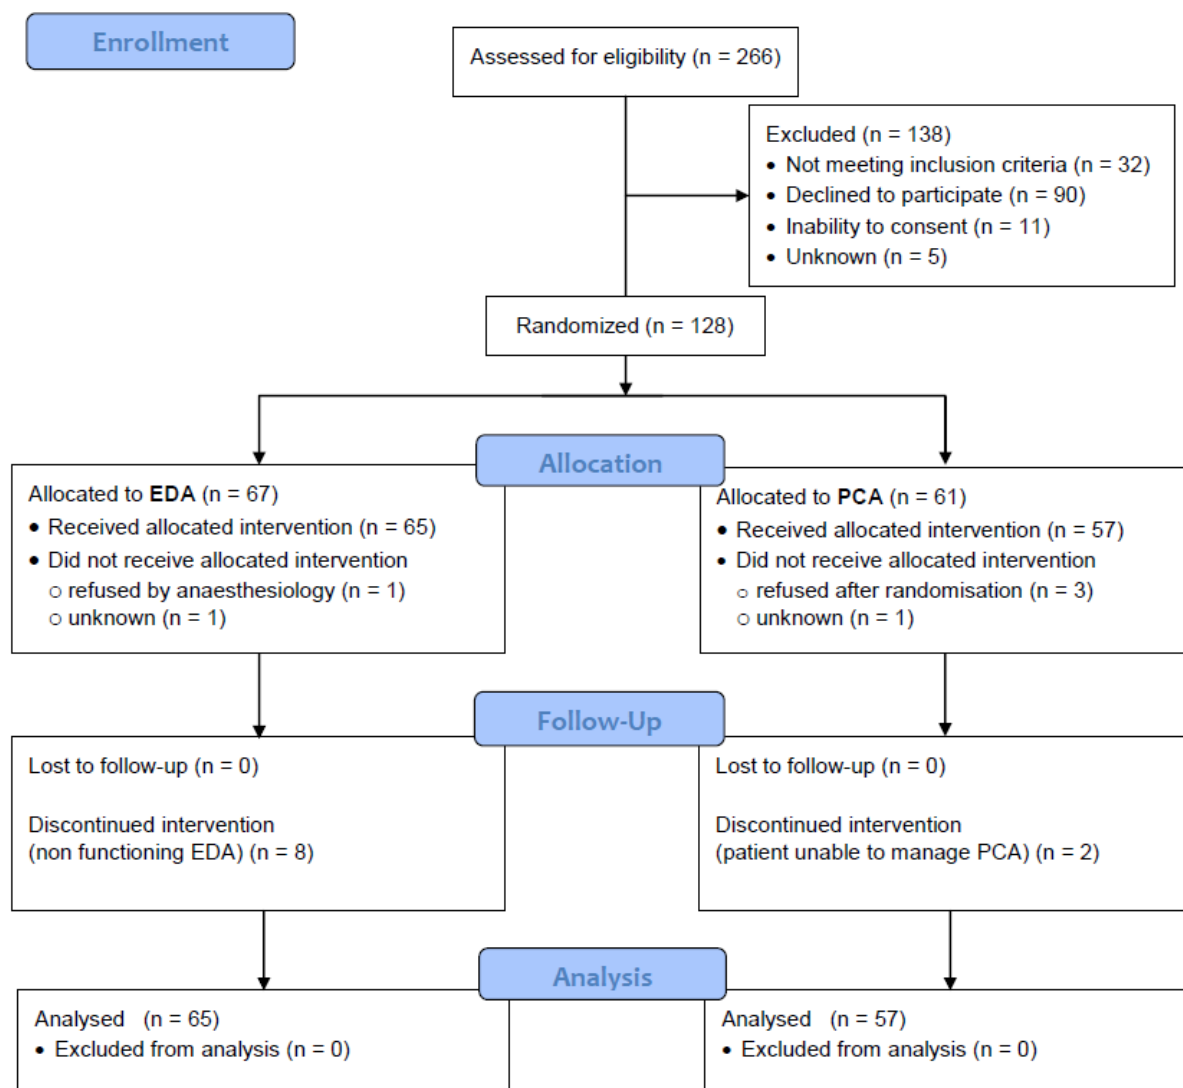 Enrollment
Assessed for eligibility (n = 266)
Excluded (n = 138)
• Not meeting inclusion criteria (n = 32)
• Declined to participate (n = 90)
• Inability to consent (n = 11)
• Unknown (n = 5)
Randomized (n = 128)
Allocation
Allocated to EDA (n = 67)
• Received allocated intervention (n = 65)
• Did not receive allocated intervention
o refused by anaesthesiology (n = 1)
o unknown (n = 1)
Allocated to PCA (n = 61)
• Received allocated intervention (n = 57)
• Did not receive allocated intervention
o refused after randomisation (n = 3)
o unknown (n = 1)
Follow-Up
Lost to follow-up (n = 0)
Discontinued intervention
(non functioning EDA) (n = 8)
Lost to follow-up (n = 0)
Discontinued intervention
(patient unable to manage PCA) (n = 2)
Analysis
Analysed (n = 65)
• Excluded from analysis (n = 0)
Analysed (n = 57)
• Excluded from analysis (n = 0)